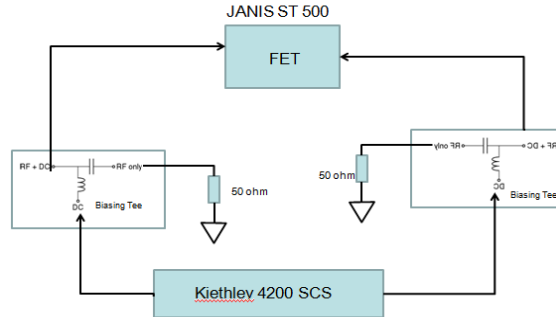 JANIS ST 500
FET
RF + DC
RF only
DC
Biasing Tee
50 ohm
50 ohm
RF only
RF + DC
DC
Biasing Tee
Kiethley 4200 SCS